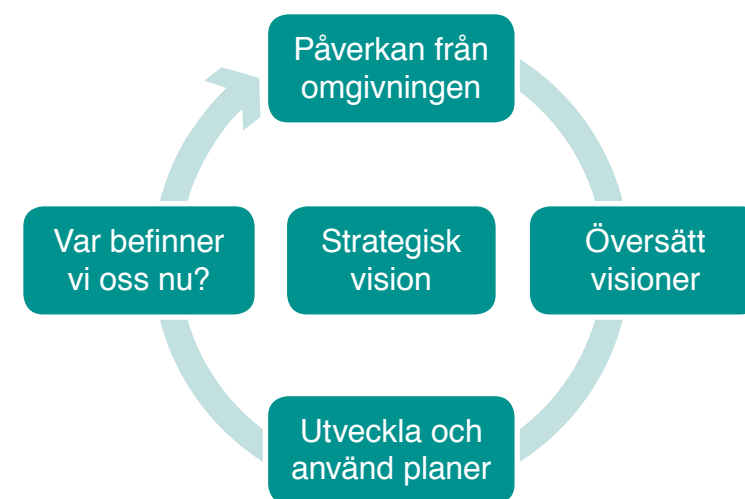 Påverkan från
omgivningen
Var befinner
vi oss nu?
Strategisk
vision
Översätt
visioner
Utveckla och
använd planer